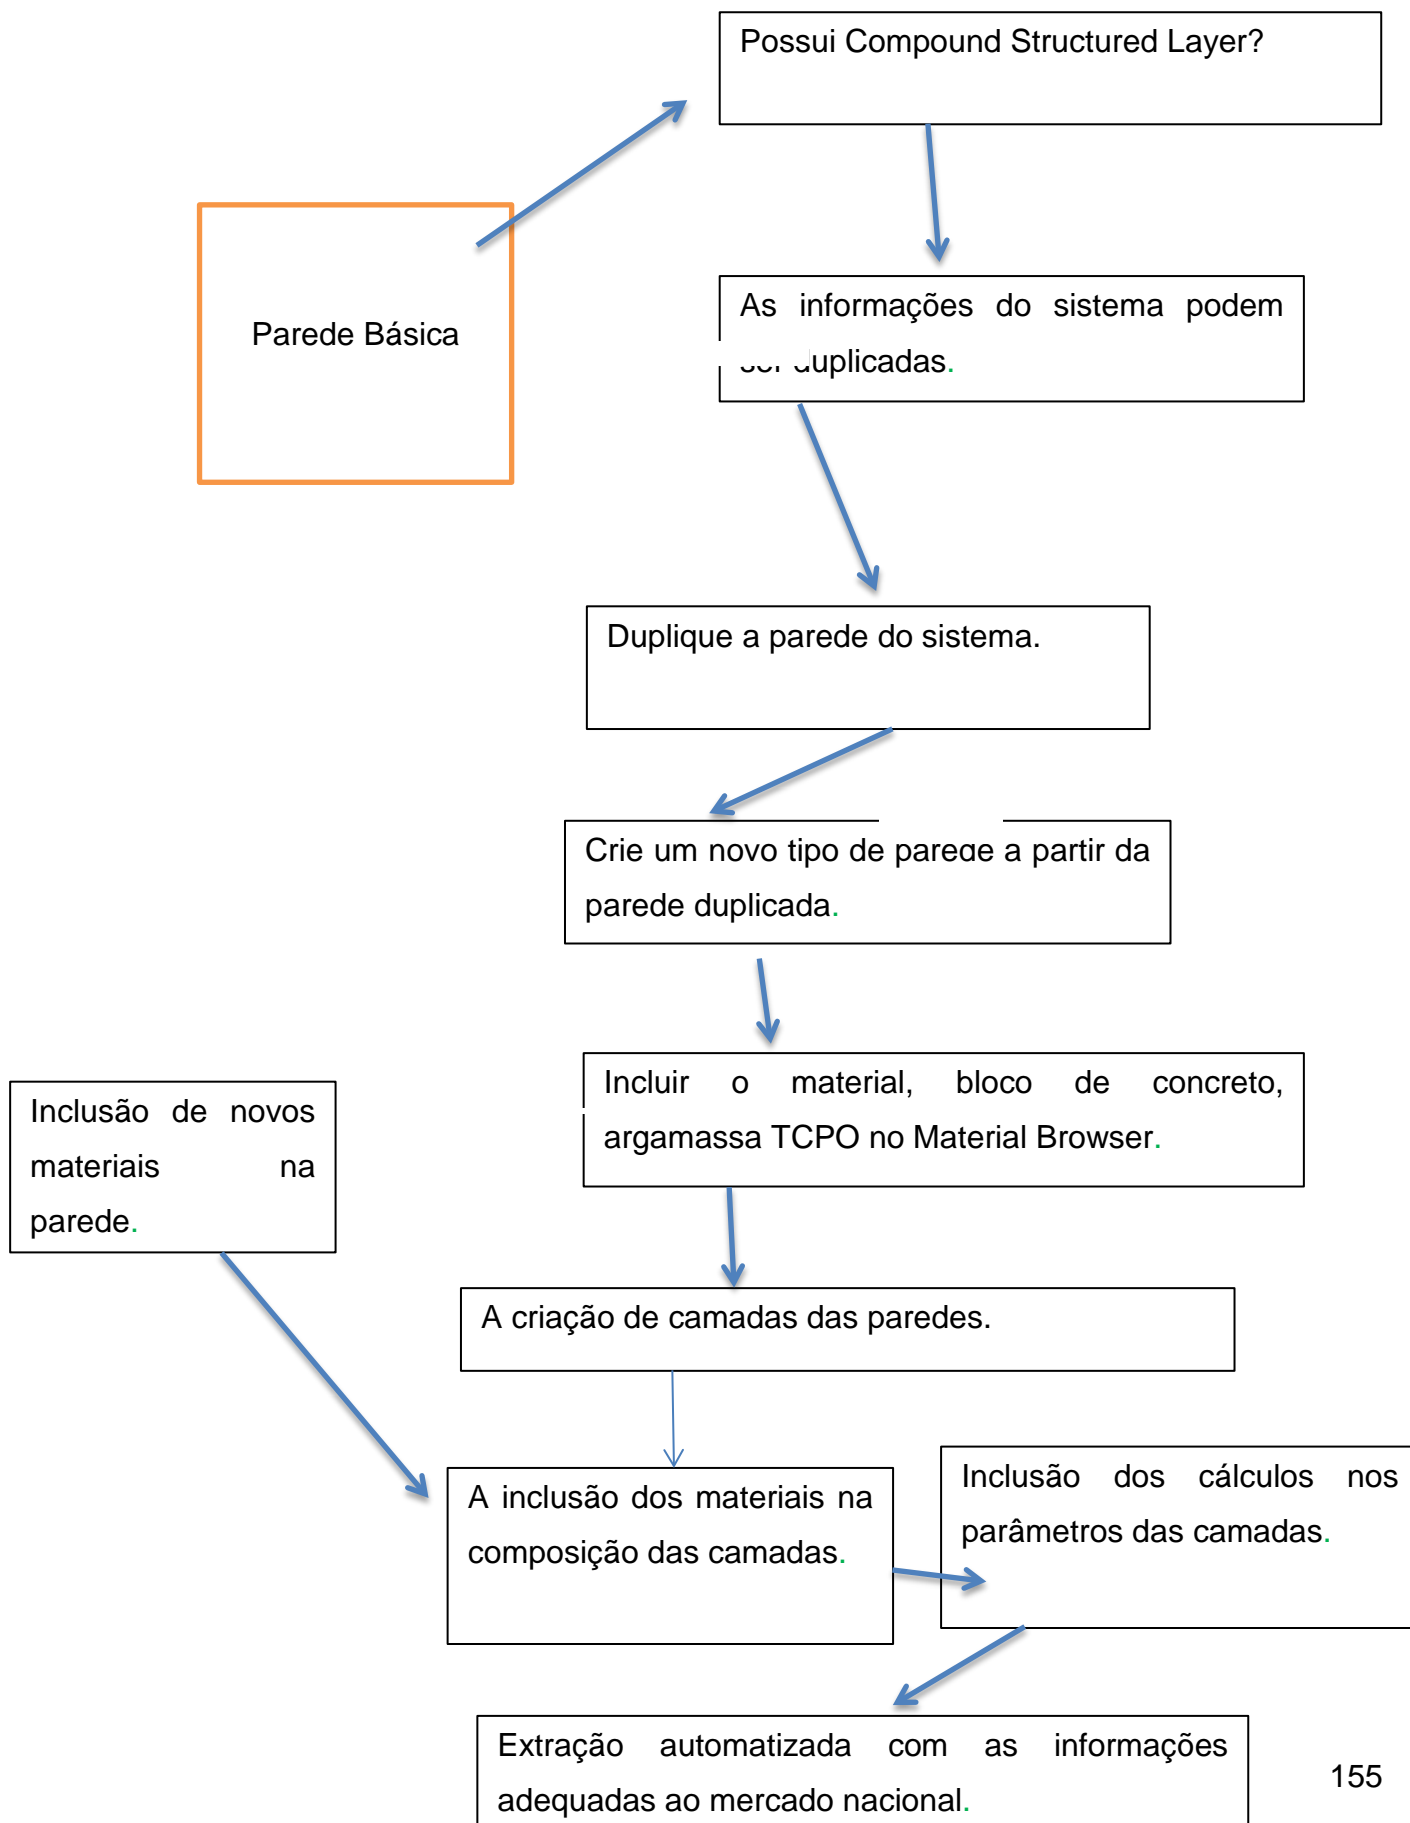 Possui Compound Structured Layer?
Parede Básica
As informações do sistema podem
duplicadas.
Duplique a parede do sistema.
Crie um novo tipo de parede a partir da
parede duplicada.
Incluir o material, bloco de concreto,
argamassa TCPO no Material Browser.
Inclusão de novos
materiais na
parede.
A criação de camadas das paredes.
A inclusão dos materiais na
composição das camadas.
Inclusão dos cálculos nos
parâmetros das camadas.
Extração automatizada com as informações
adequadas ao mercado nacional.
155